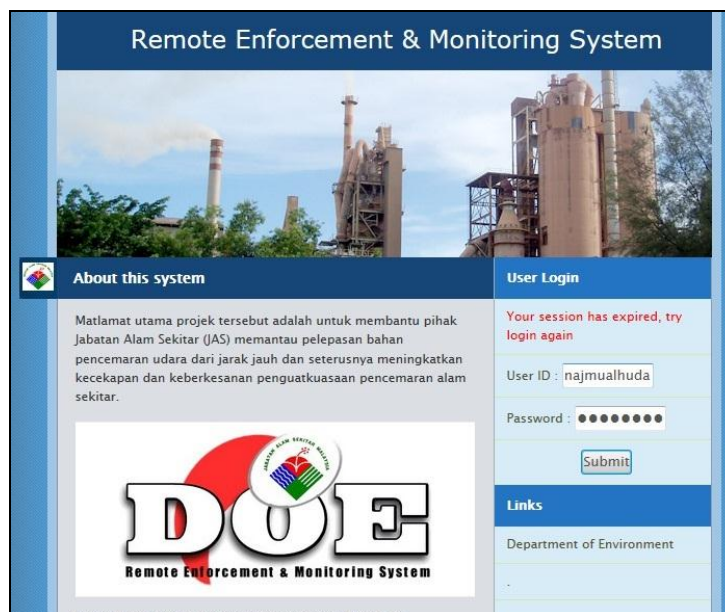 Remote Enforcement & Monitoring System
About this system
Matlamat utama projek tersebut adalah untuk membantu pihak
Jabatan Alam Sekitar (JAS) memantau pelepasan bahan
pencemaran udara dari jarak jauh dan seterusnya meningkatkan
kecekapan dan keberkesanan penguatkuasaan pencemaran alam
sekitar.
JABATAN ALAM SEKITAR MALAYSIA
DOE
Remote Enforcement & Monitoring System
User Login
Your session has expired, try
login again
User ID : najmualhuda
Password : ●●●●●●●●
Submit
Links
Department of Environment
.